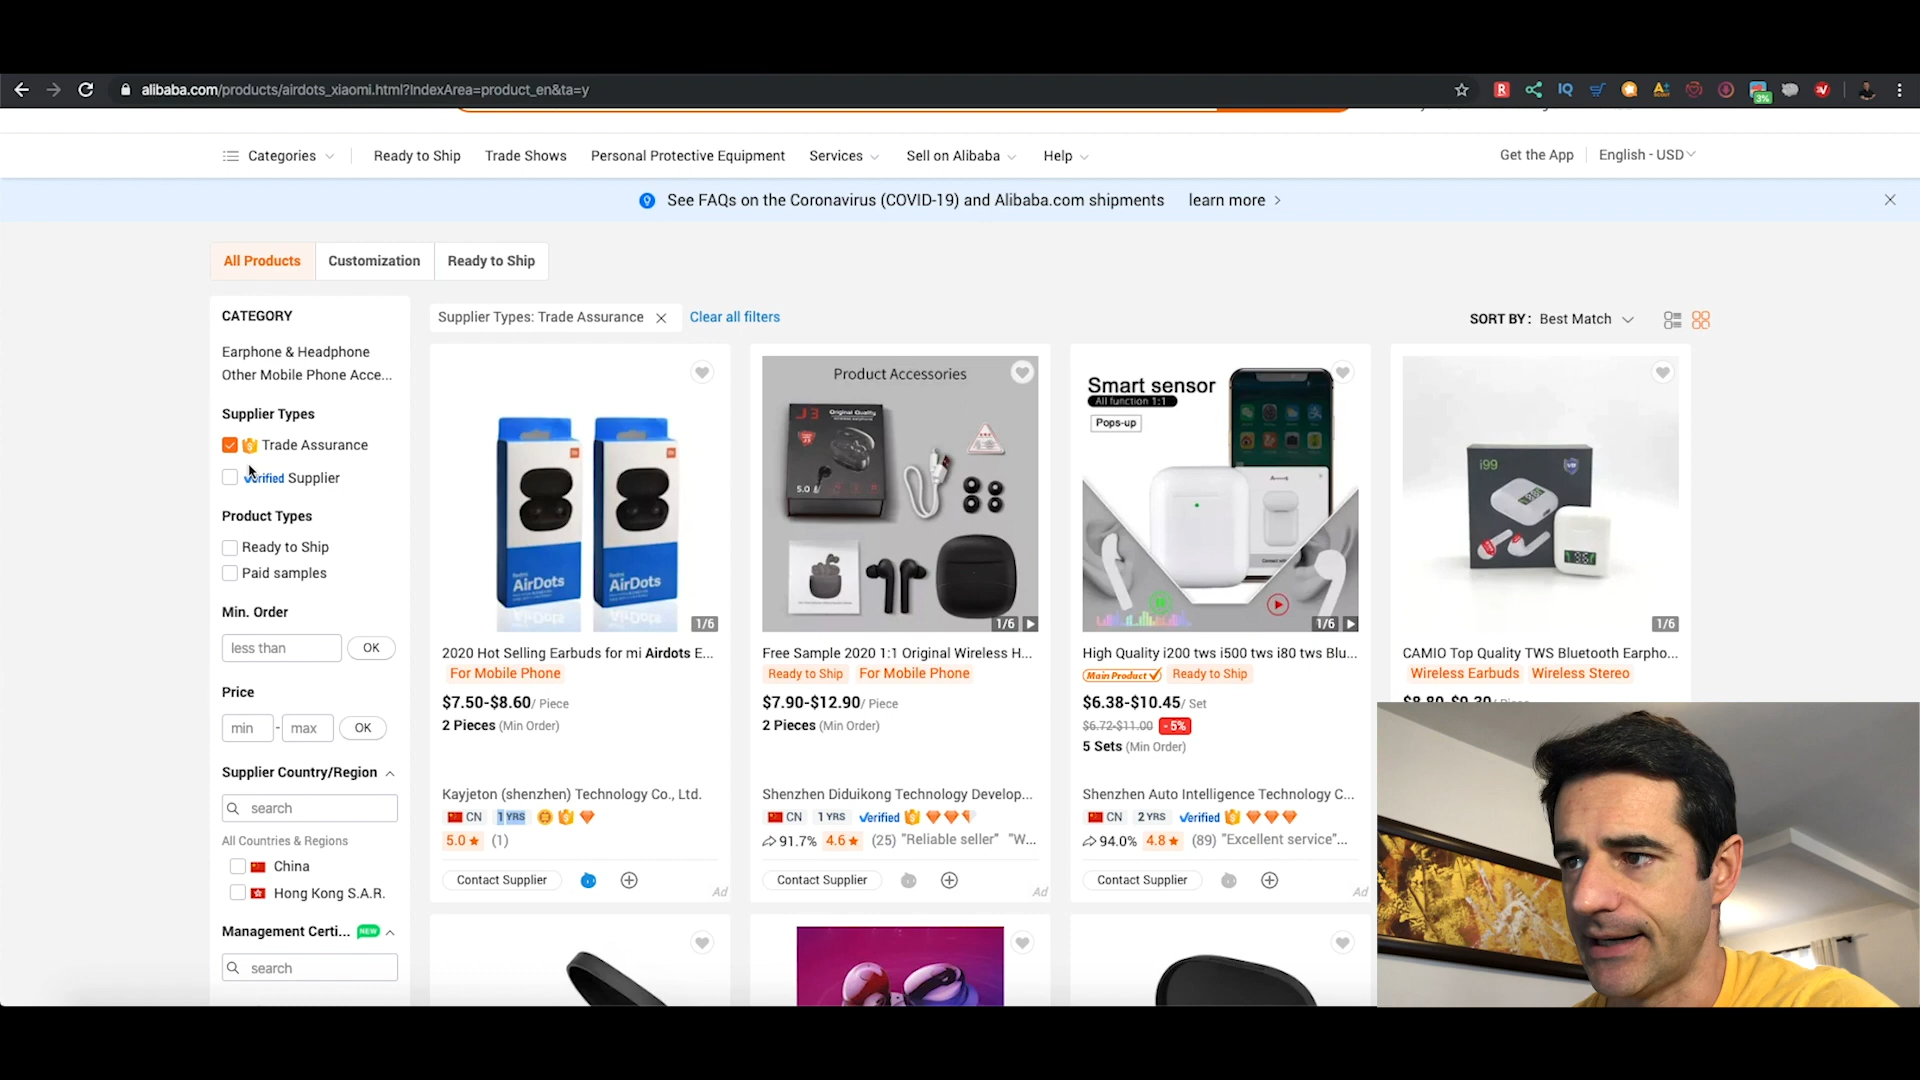 alibaba.com/products/airdots_xiaomi.html?IndexArea=product_en&ta=y
R IQ 3%
Categories Ready to Ship Trade Shows Personal Protective Equipment Services Sell on Alibaba Help Get the App English - USD
See FAQs on the Coronavirus (COVID-19) and Alibaba.com shipments learn more >
All Products Customization Ready to Ship
CATEGORY
Earphone & Headphone
Other Mobile Phone Acce...
Supplier Types
Trade Assurance
Verified Supplier
Product Types
Ready to Ship
Paid samples
Min. Order
less than OK
Price
min - max OK
Supplier Country/Region
search
All Countries & Regions
China
Hong Kong S.A.R.
Management Certi... NEW
search
Supplier Types: Trade Assurance Clear all filters
SORT BY : Best Match
AirDots AirDots
1/6
2020 Hot Selling Earbuds for mi Airdots E...
For Mobile Phone
$7.50-$8.60/ Piece
2 Pieces (Min Order)
Kayjeton (shenzhen) Technology Co., Ltd.
CN 1 YRS
5.0 (1)
Contact Supplier
Ad
Product Accessories
J3 Original Quality
5.0
1/6
Free Sample 2020 1:1 Original Wireless H...
Ready to Ship For Mobile Phone
$7.90-$12.90/ Piece
2 Pieces (Min Order)
Shenzhen Diduikong Technology Develop...
CN 1 YRS Verified
91.7% 4.6 (25) "Reliable seller" "W...
Contact Supplier
Ad
Smart sensor
All function 1:1
Pops-up
1/6
High Quality i200 tws i500 tws i80 tws Blu...
Main Product Ready to Ship
$6.38-$10.45/ Set
$6.72-$11.00 - 5%
5 Sets (Min Order)
Shenzhen Auto Intelligence Technology C...
CN 2 YRS Verified
94.0% 4.8 (89) "Excellent service"...
Contact Supplier
Ad
i99
1/6
CAMIO Top Quality TWS Bluetooth Earpho...
Wireless Earbuds Wireless Stereo
$8.80-$9.30/ Piece